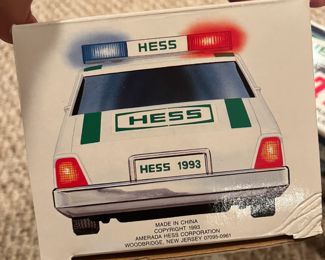 HESS
HESS
HESS 1993
MADE IN CHINA
COPYRIGHT 1993
AMERADA HESS CORPORATION
WOODBRIDGE, NEW JERSEY 07095-0961